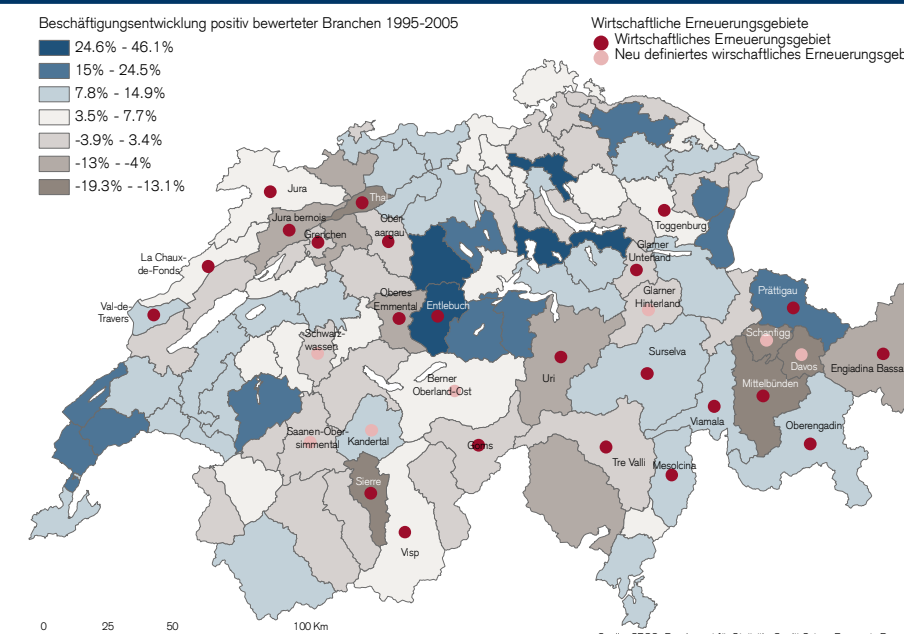 Beschäftigungsentwicklung positiv bewerteter Branchen 1995-2005
24.6% - 46.1%
15% - 24.5%
7.8% - 14.9%
3.5% - 7.7%
-3.9% - 3.4%
-13% - -4%
-19.3% - -13.1%
Wirtschaftliche Erneuerungsgebiete
Wirtschaftliches Erneuerungsgebiet
Neu definiertes wirschaftliches Erneuerungsgeb
Jura
Thal
Jura bernois
Grenchen
Ober-
aargau
La Chaux-
de-Fonds
Val-de
Travers
Toggenburg
Glarner
Unterland
Glarner
Hinterland
Prättigau
Oberes
Emmental
Entlebuch
Schwarz-
wassen
Schanfigg
Davos
Engiadina Bassa
Mittelbünden
Surselva
Uri
Berner
Oberland-Ost
Viamala
Oberengadin
Saanen-Ober-
simmental
Kandertal
Goms
Tre Valli
Mesolcina
Sierre
Visp
0 25 50 100 Km